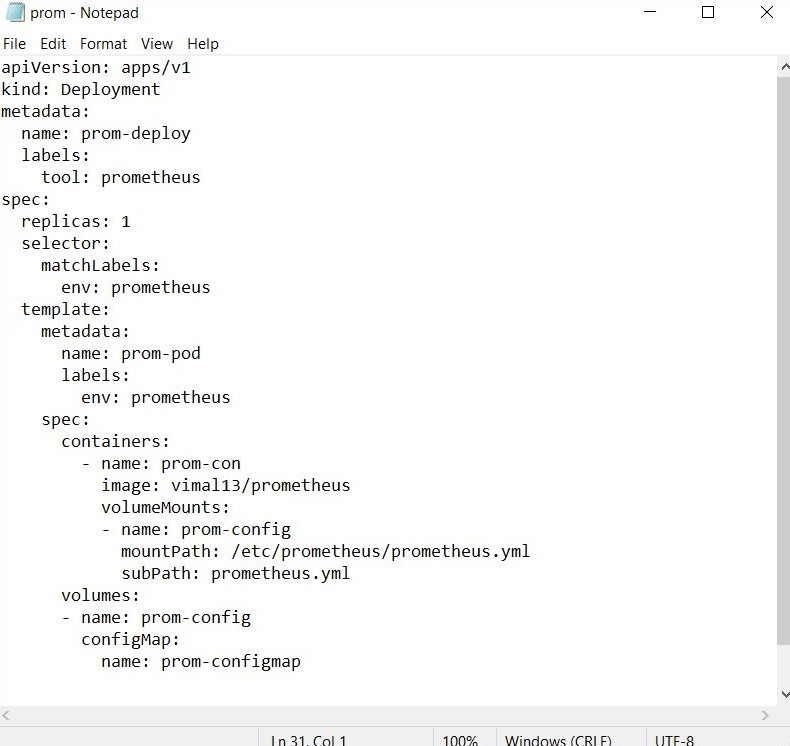 prom - Notepad
File Edit Format View Help
apiVersion: apps/v1
kind: Deployment
metadata:
  name: prom-deploy
  labels:
    tool: prometheus
spec:
  replicas: 1
  selector:
    matchLabels:
      env: prometheus
  template:
    metadata:
      name: prom-pod
      labels:
        env: prometheus
    spec:
      containers:
        - name: prom-con
          image: vimal13/prometheus
          volumeMounts:
          - name: prom-config
            mountPath: /etc/prometheus/prometheus.yml
            subPath: prometheus.yml
      volumes:
      - name: prom-config
        configMap:
          name: prom-configmap
Ln 31, Col 1 100% Windows (CRLF) UTF-8